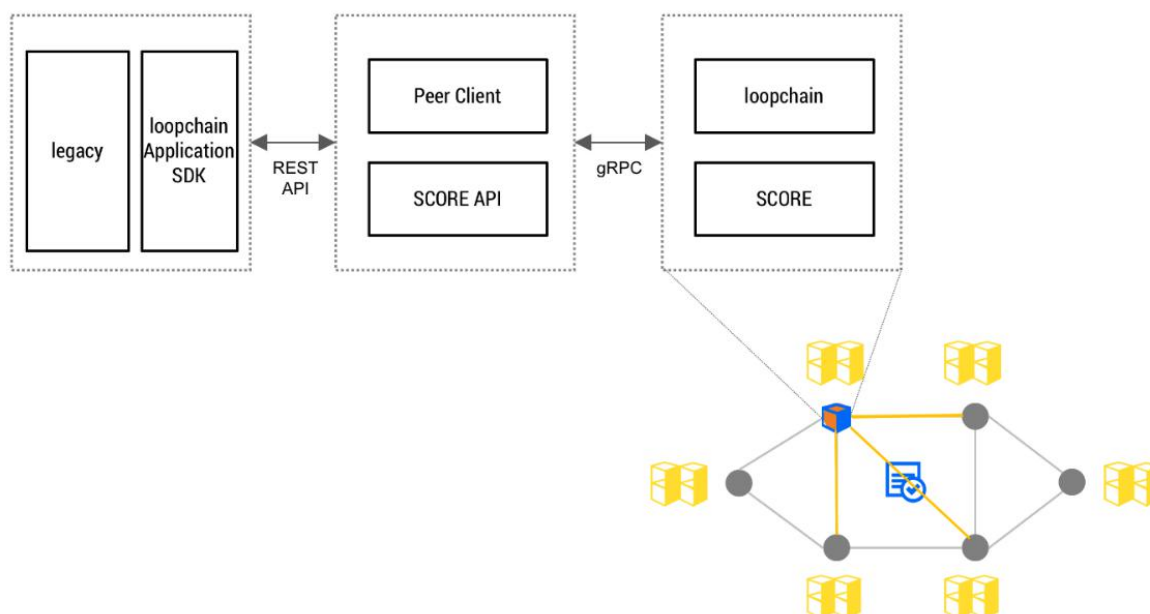 legacy
loopchain
Application
SDK
REST
API
Peer Client
SCORE API
gRPC
loopchain
SCORE